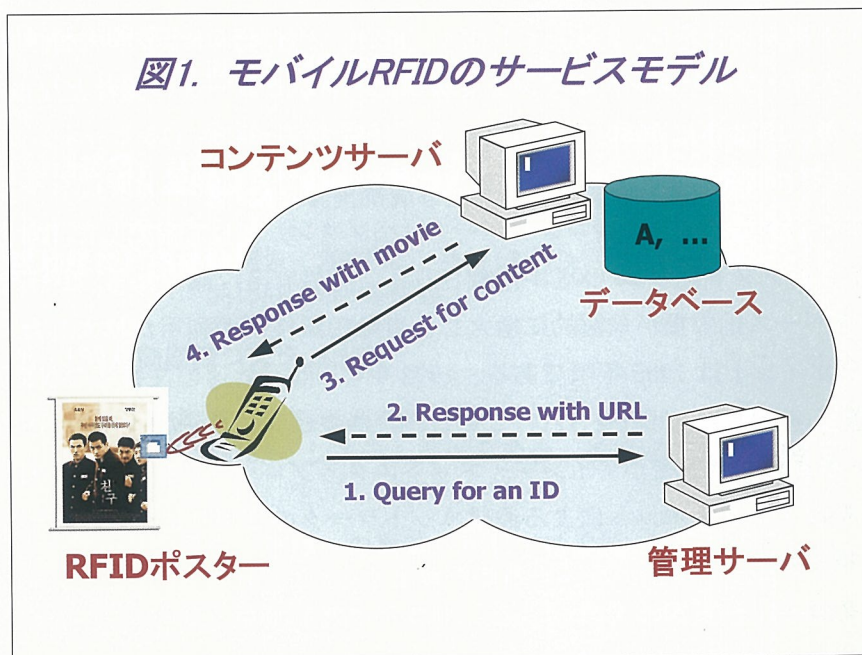 図1. モバイルRFIDのサービスモデル
コンテンツサーバ
A, ...
データベース
4. Response with movie
3. Request for content
2. Response with URL
1. Query for an ID
친구
RFIDポスター
管理サーバ